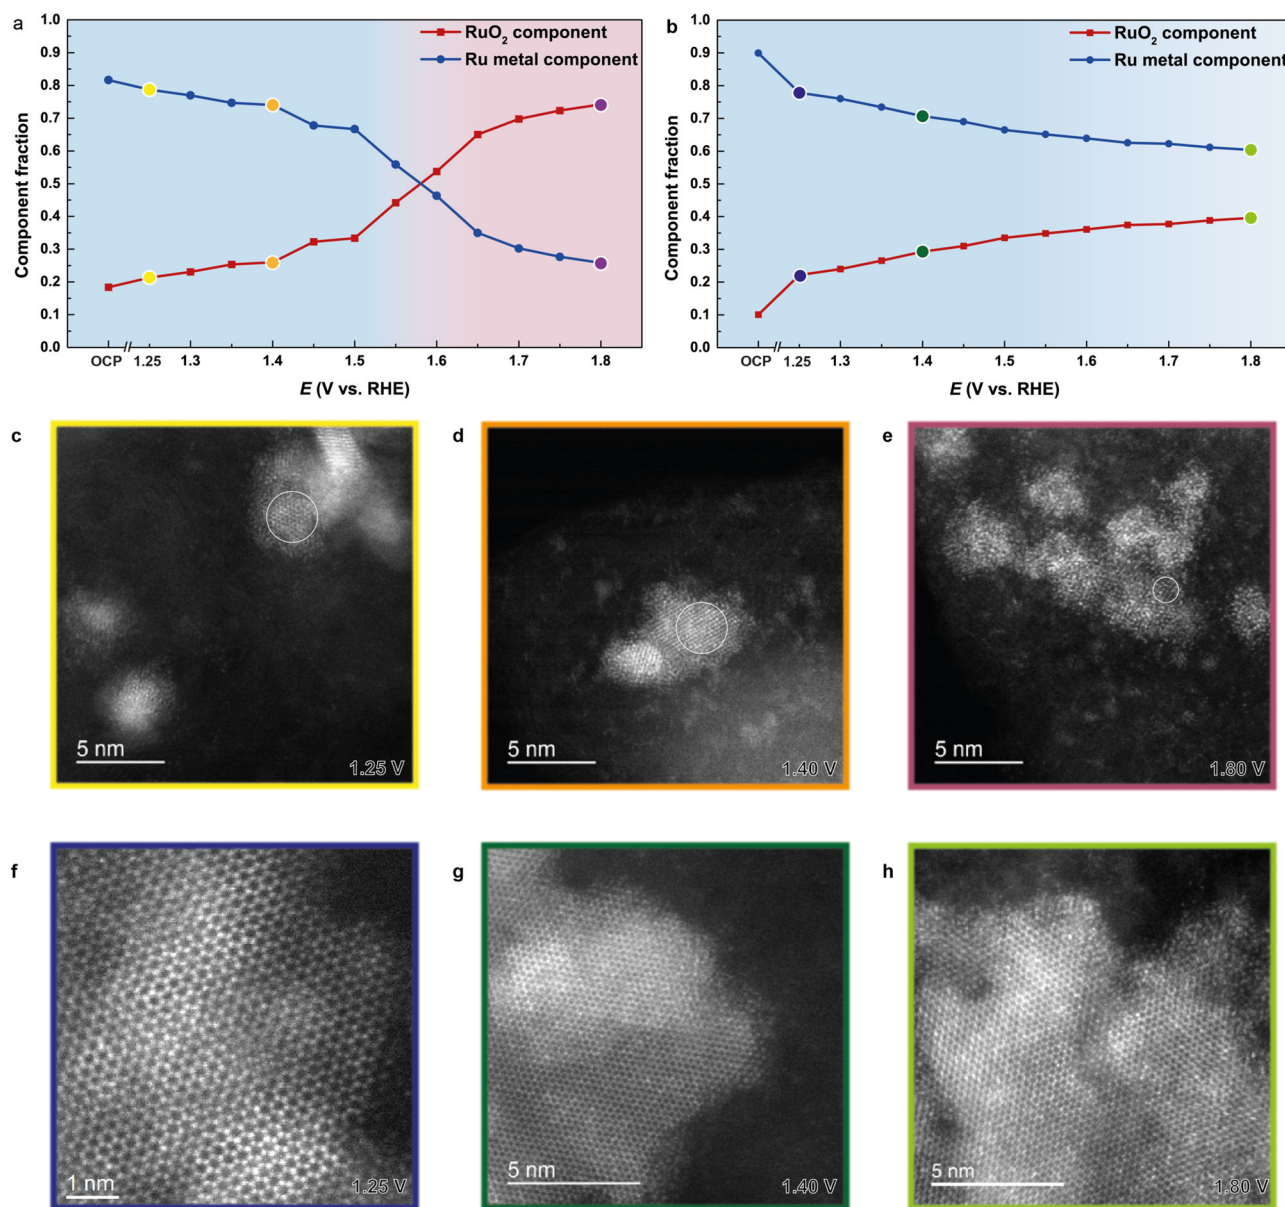 a
RuO2 component
Ru metal component
Component fraction
1.0
0.9
0.8
0.7
0.6
0.5
0.4
0.3
0.2
0.1
0.0
OCP 1.25 1.3 1.4 1.5 1.6 1.7 1.8
E (V vs. RHE)
b
RuO2 component
Ru metal component
Component fraction
1.0
0.9
0.8
0.7
0.6
0.5
0.4
0.3
0.2
0.1
0.0
OCP 1.25 1.3 1.4 1.5 1.6 1.7 1.8
E (V vs. RHE)
c
5 nm
1.25 V
d
5 nm
1.40 V
e
5 nm
1.80 V
f
1 nm
1.25 V
g
5 nm
1.40 V
h
5 nm
1.80 V